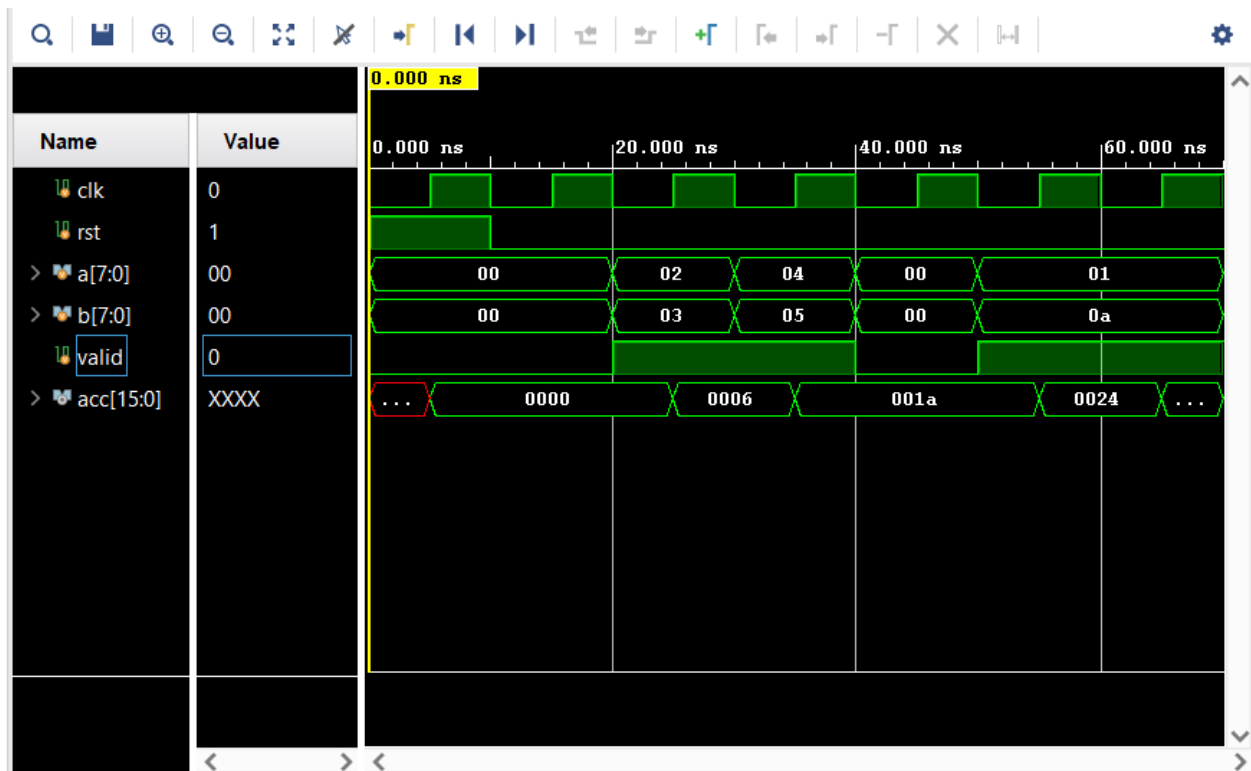 0.000 ns
Name Value 0.000 ns 20.000 ns 40.000 ns 60.000 ns
clk 0
rst 1
a[7:0] 00 00 02 04 00 01
b[7:0] 00 00 03 05 00 0a
valid 0
acc[15:0] XXXX ... 0000 0006 001a 0024 ...